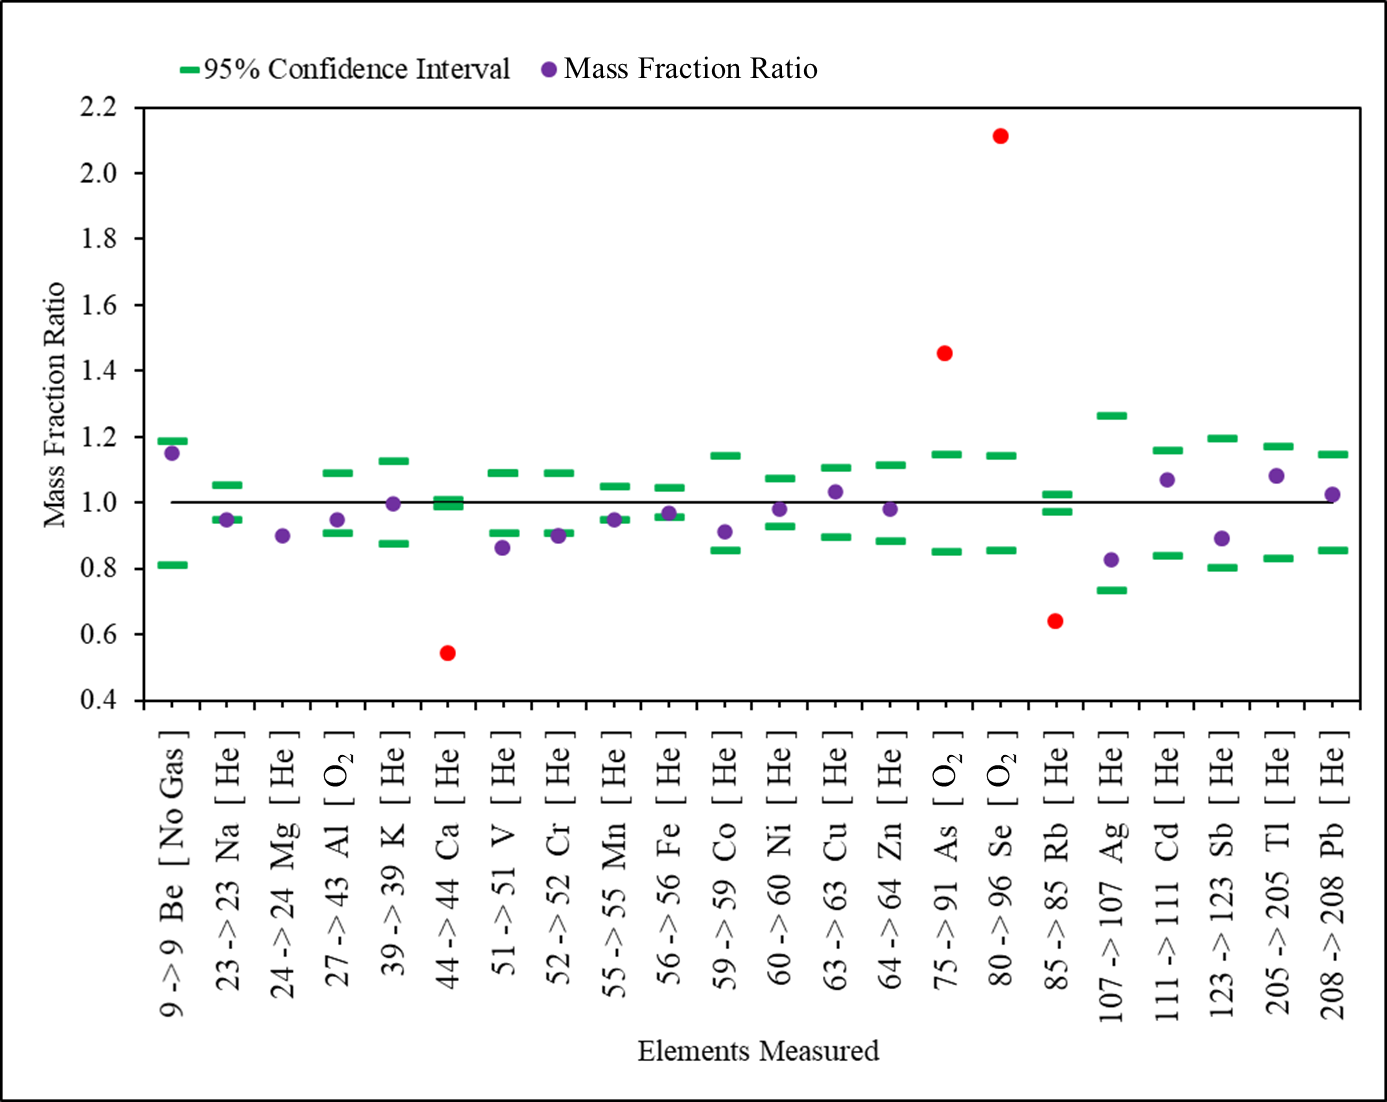 95% Confidence Interval Mass Fraction Ratio
2.2
2.0
1.8
1.6
1.4
1.2
1.0
0.8
0.6
0.4
Mass Fraction Ratio
9 -> 9 Be [ No Gas ]
23 -> 23 Na [ He ]
24 -> 24 Mg [ He ]
27 -> 43 Al [ O₂ ]
39 -> 39 K [ He ]
44 -> 44 Ca [ He ]
51 -> 51 V [ He ]
52 -> 52 Cr [ He ]
55 -> 55 Mn [ He ]
56 -> 56 Fe [ He ]
59 -> 59 Co [ He ]
60 -> 60 Ni [ He ]
63 -> 63 Cu [ He ]
64 -> 64 Zn [ He ]
75 -> 91 As [ O₂ ]
80 -> 96 Se [ O₂ ]
85 -> 85 Rb [ He ]
107 -> 107 Ag [ He ]
111 -> 111 Cd [ He ]
123 -> 123 Sb [ He ]
205 -> 205 Tl [ He ]
208 -> 208 Pb [ He ]
Elements Measured